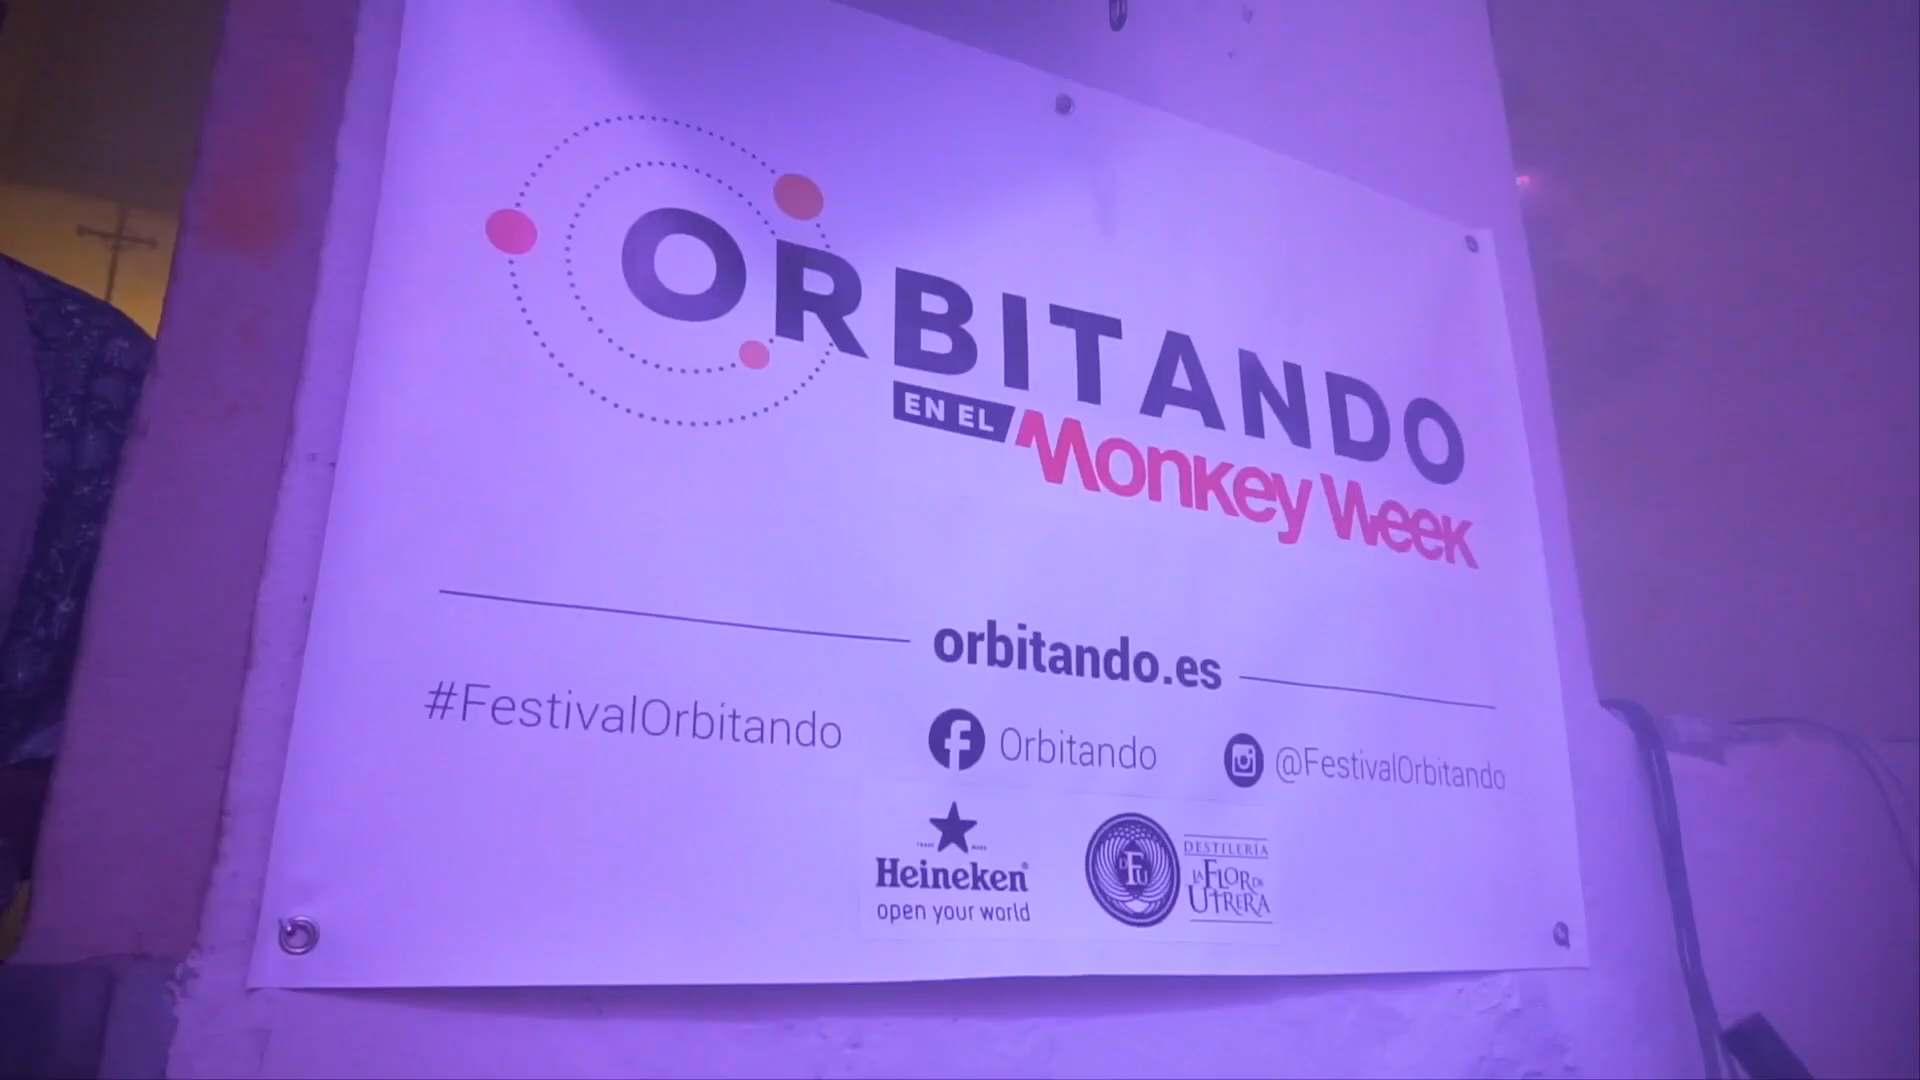 ORBITANDO
EN EL Monkey Week
orbitando.es
#FestivalOrbitando
Orbitando
@FestivalOrbitando
Heineken
open your world
DFU
DESTILERÍA
LA FLOR DE
UTRERA